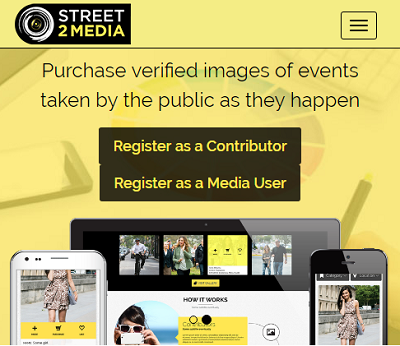 STREET
2 MEDIA
Purchase verified images of events
taken by the public as they happen
Register as a Contributor
Register as a Media User
HOW IT WORKS